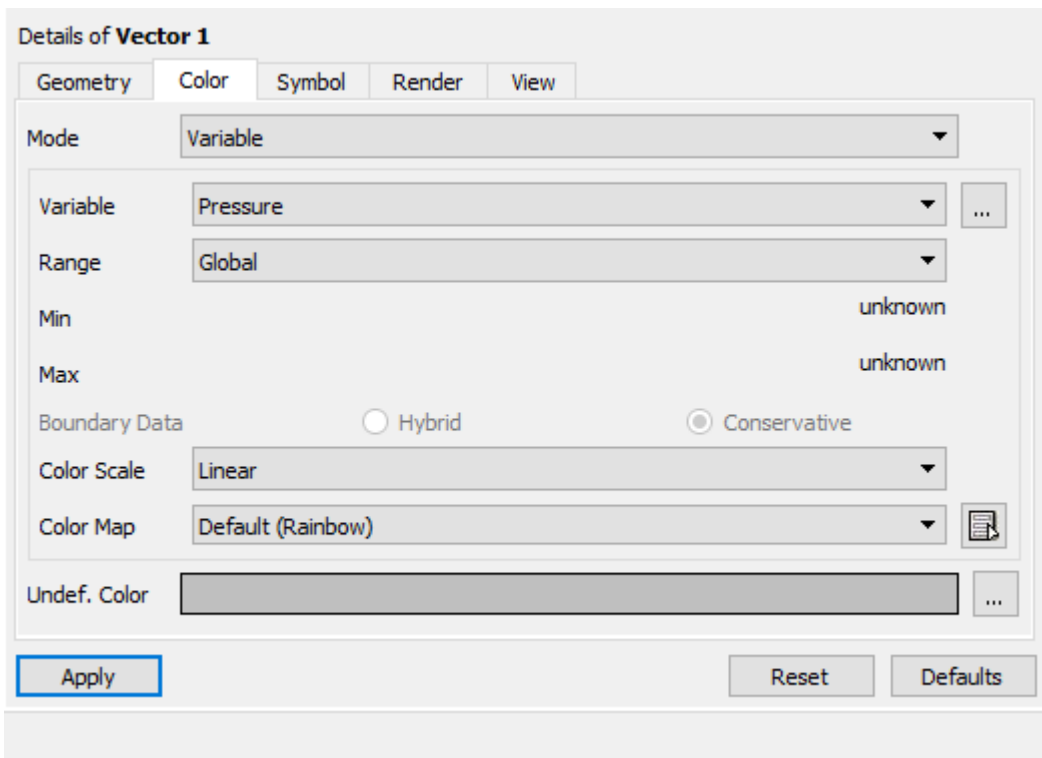 Details of Vector 1
Geometry Color Symbol Render View
Mode Variable
Variable Pressure ...
Range Global
Min unknown
Max unknown
Boundary Data Hybrid Conservative
Color Scale Linear
Color Map Default (Rainbow)
Undef. Color ...
Apply Reset Defaults